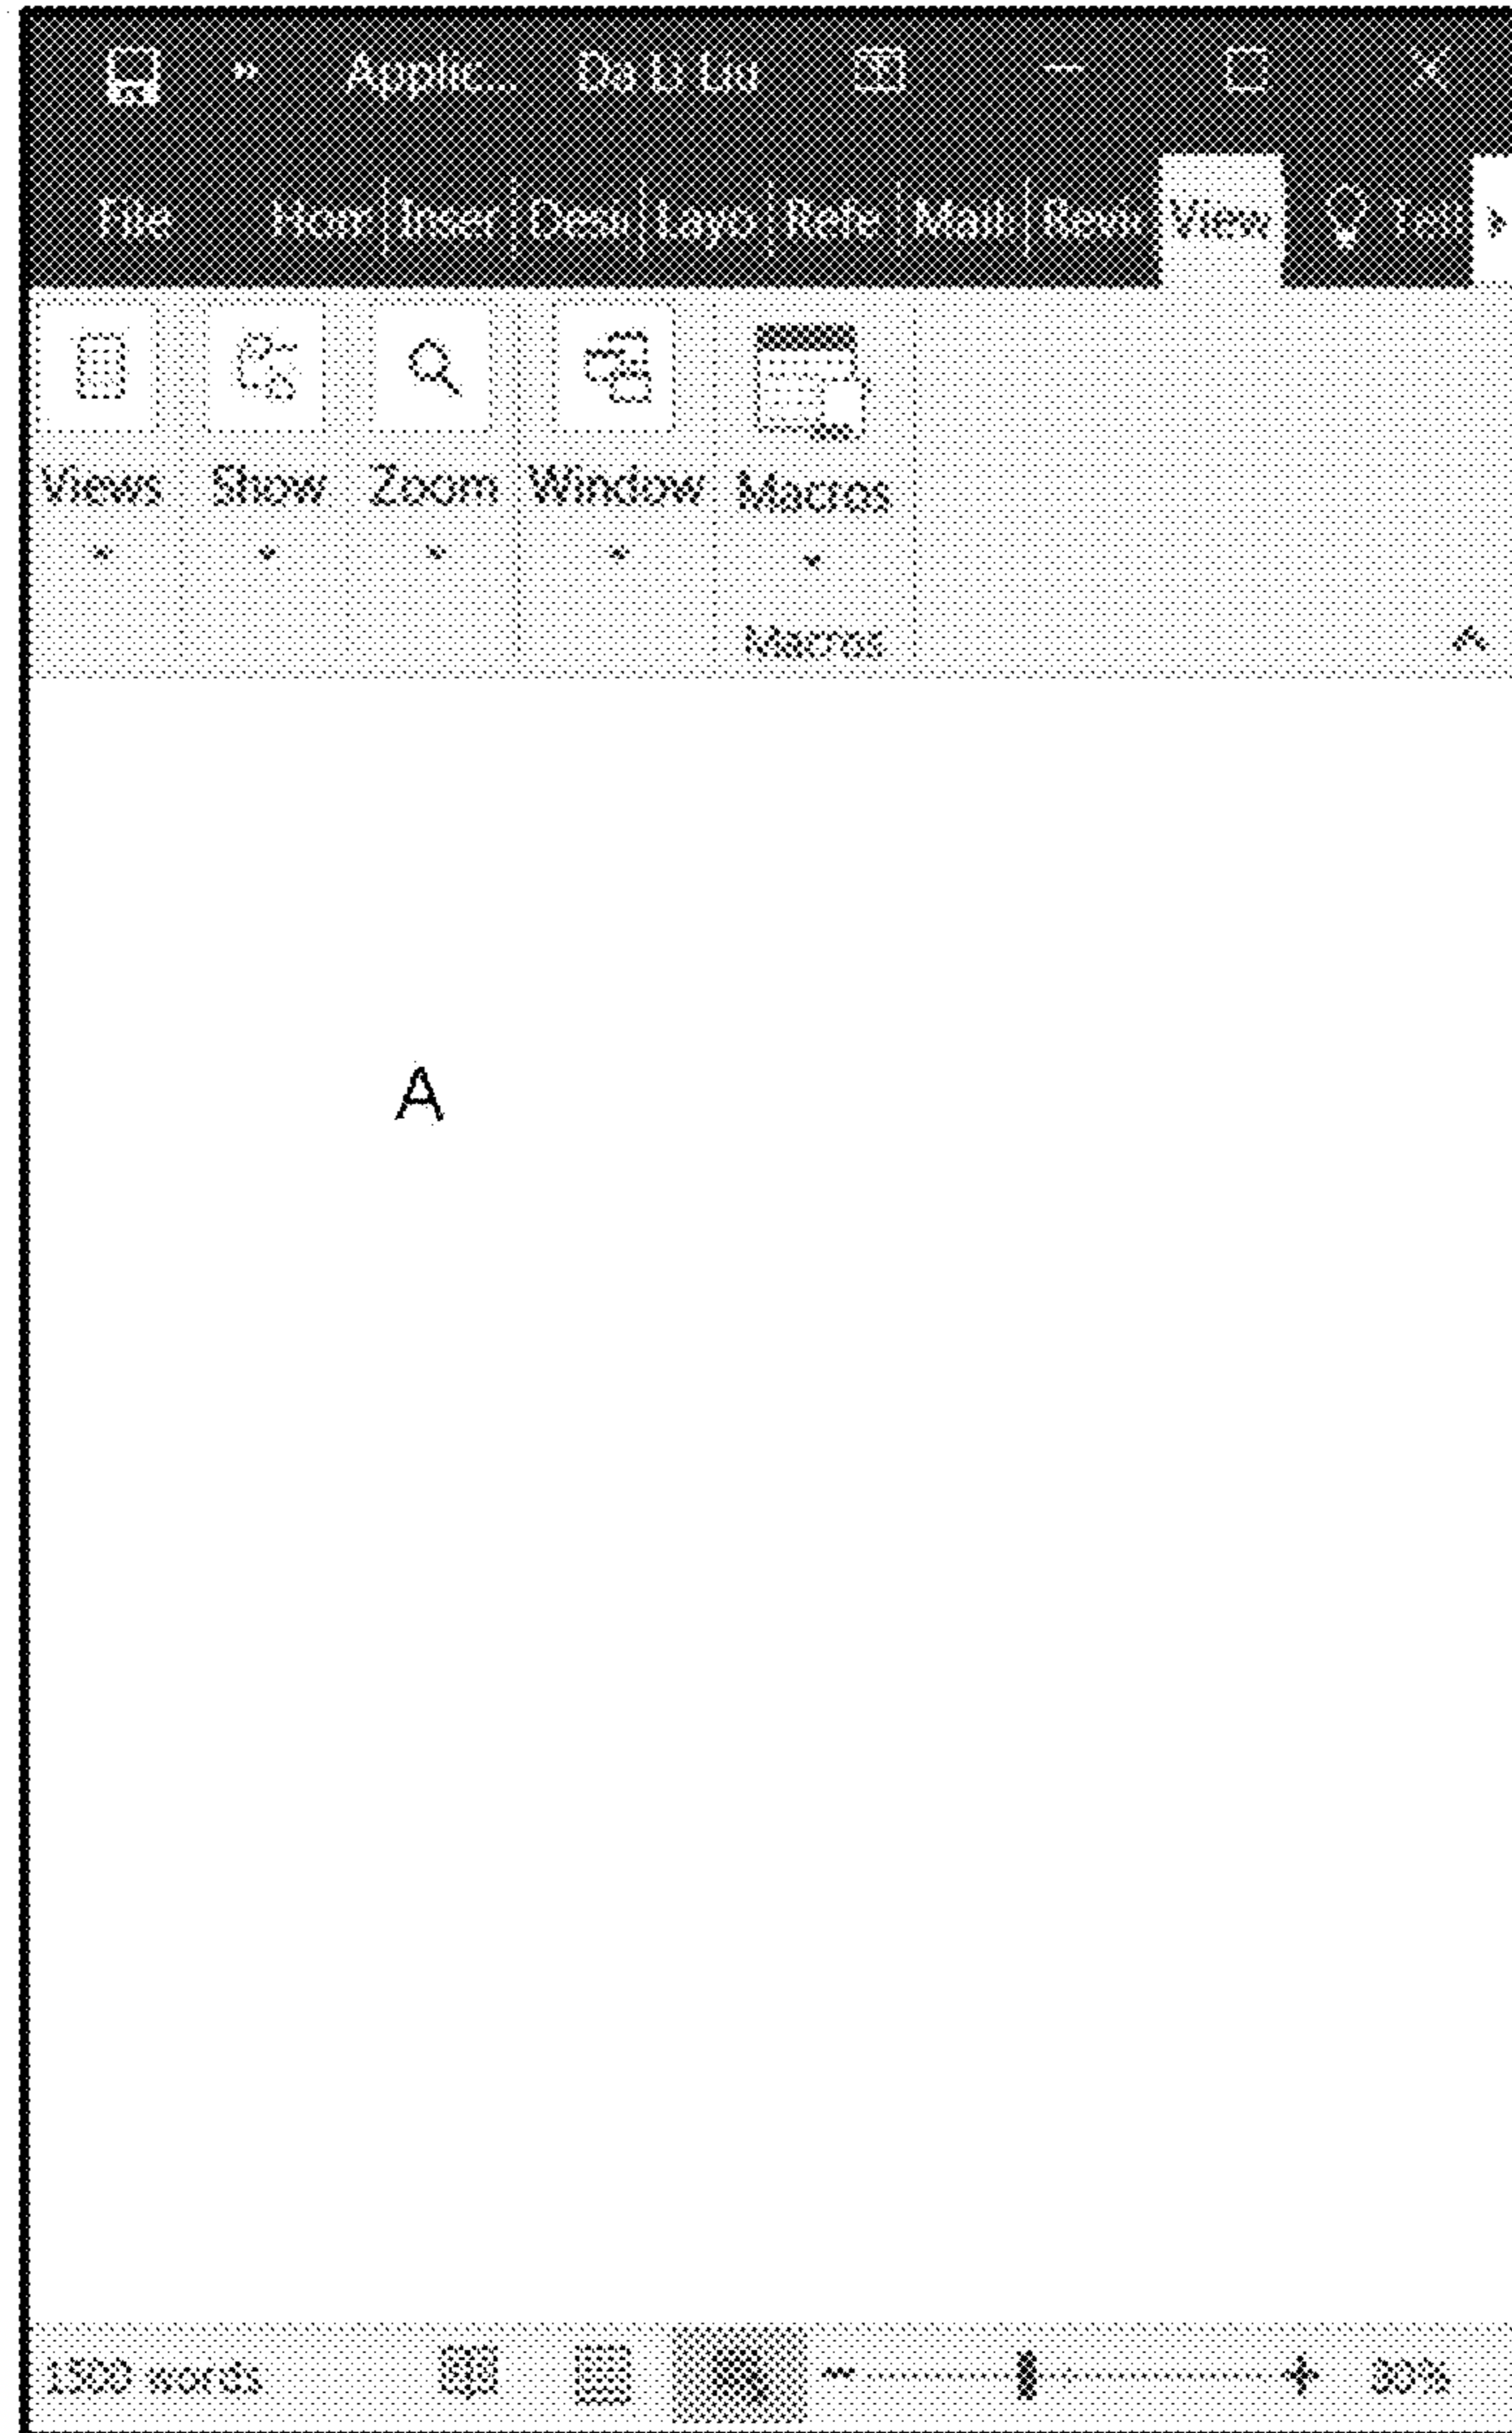 Applic... Da Li Liu
File Hom Inser Desi Layo Refe Mail Revi View Tell
Views Show Zoom Window Macros
Macros
A
words